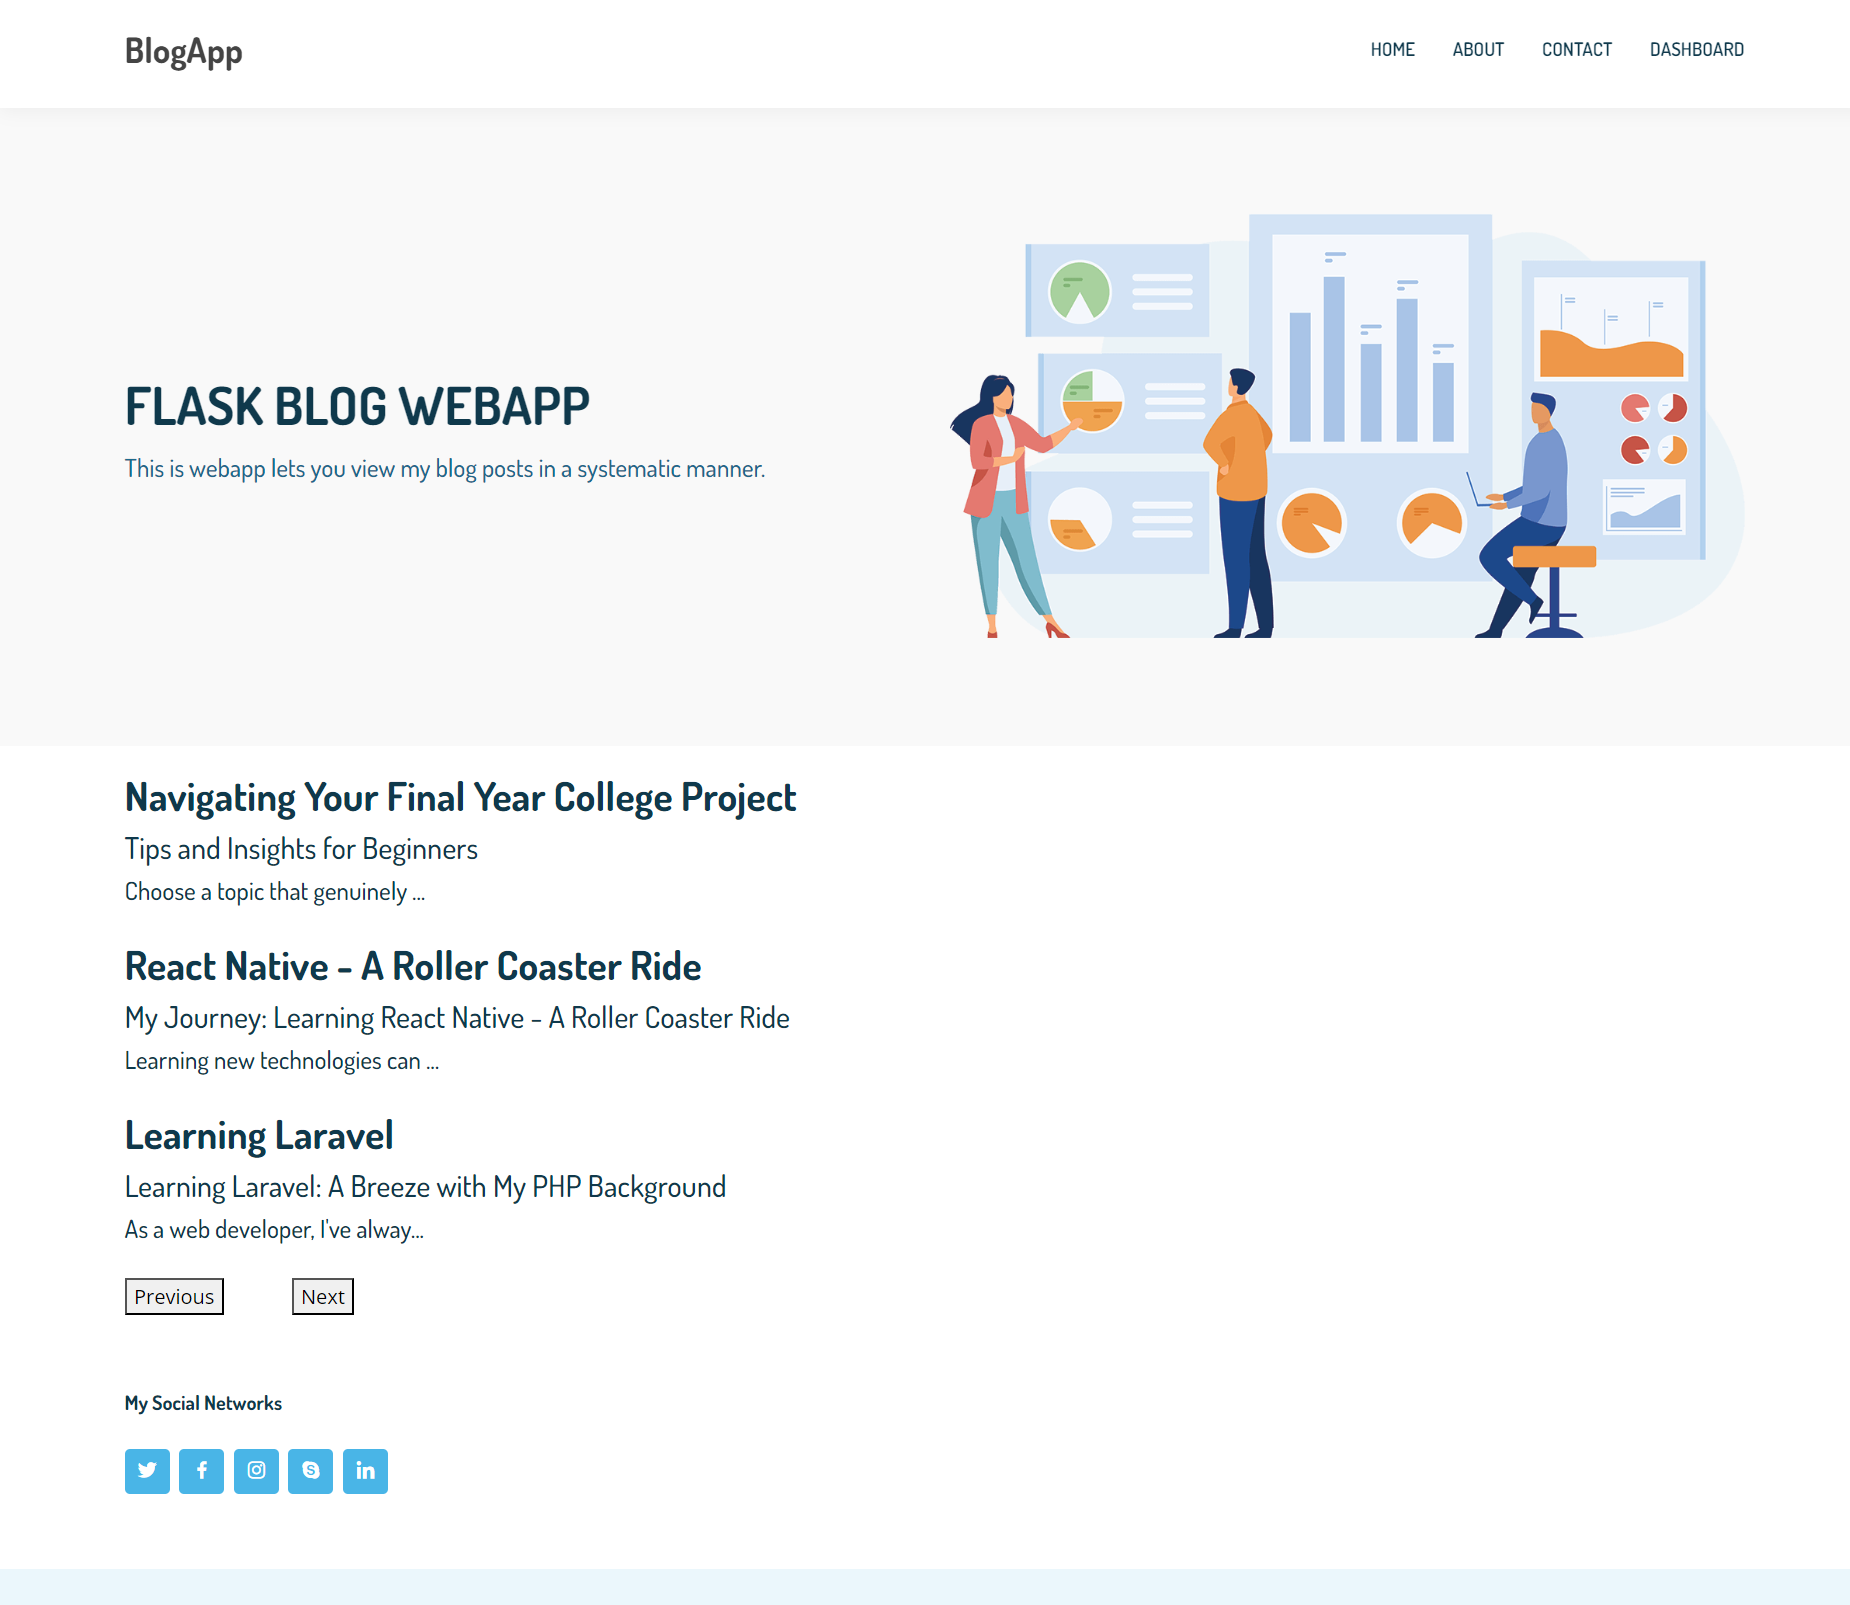 BlogApp
HOME ABOUT CONTACT DASHBOARD
FLASK BLOG WEBAPP
This is webapp lets you view my blog posts in a systematic manner.
Navigating Your Final Year College Project
Tips and Insights for Beginners
Choose a topic that genuinely ...
React Native - A Roller Coaster Ride
My Journey: Learning React Native - A Roller Coaster Ride
Learning new technologies can ...
Learning Laravel
Learning Laravel: A Breeze with My PHP Background
As a web developer, I've alway...
Previous Next
My Social Networks